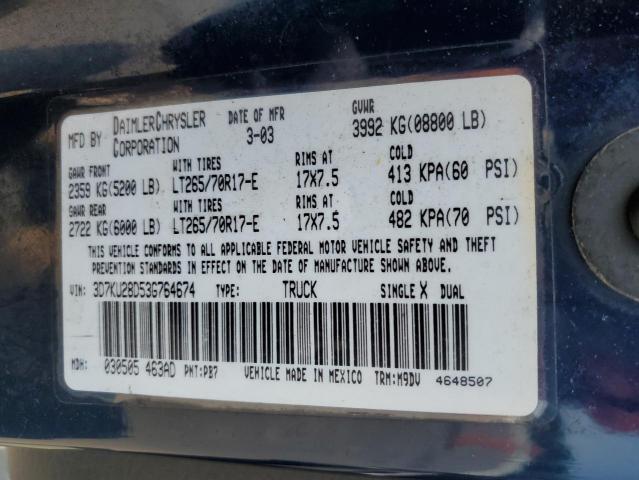 MFD BY DAIMLERCHRYSLER CORPORATION DATE OF MFR 3-03 GVWR 3992 KG(08800 LB)
GAWR FRONT WITH TIRES RIMS AT COLD
2359 KG(5200 LB) LT265/70R17-E 17X7.5 413 KPA(60 PSI)
GAWR REAR WITH TIRES RIMS AT COLD
2722 KG(6000 LB) LT265/70R17-E 17X7.5 482 KPA(70 PSI)
THIS VEHICLE CONFORMS TO ALL APPLICABLE FEDERAL MOTOR VEHICLE SAFETY AND THEFT
PREVENTION STANDARDS IN EFFECT ON THE DATE OF MANUFACTURE SHOWN ABOVE.
VIN: 3D7KU28D53G764674 TYPE: TRUCK SINGLE X DUAL
MDH: 030505 463AD PNT:PB7 VEHICLE MADE IN MEXICO TRM:M9DV 4648507